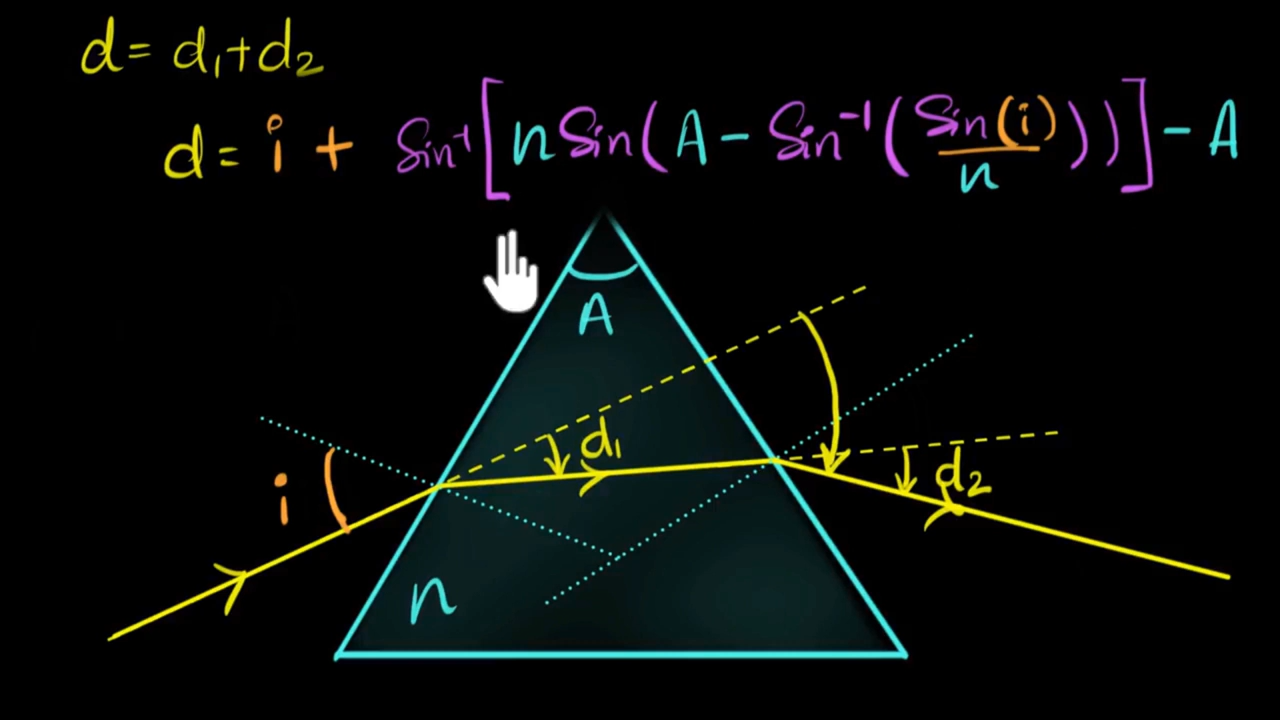 d = d₁+d₂
d = i + Sin⁻¹[n Sin(A - Sin⁻¹(Sin(i)/n))] - A
A
d₁
i
d₂
n